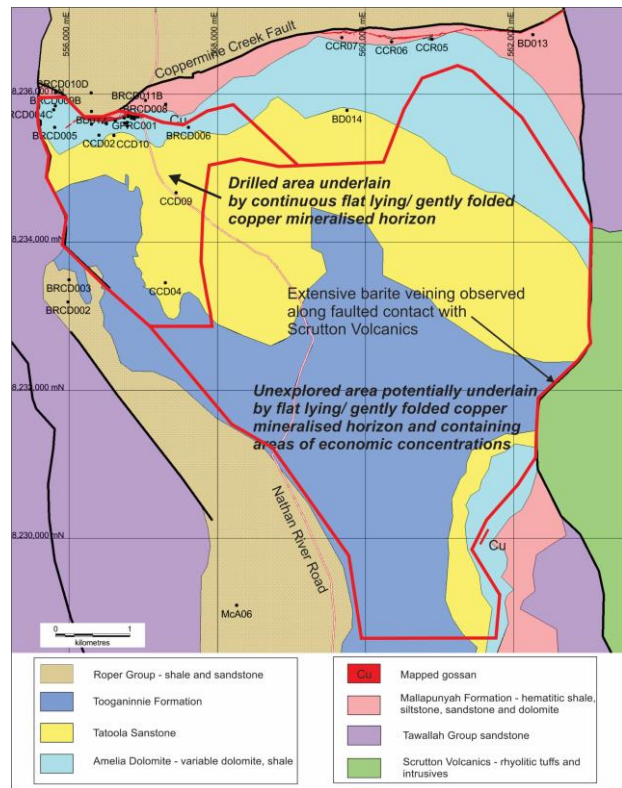 556,000 mE
558,000 mE
560,000 mE
562,000 mE
Coppermine Creek Fault
CCR07
CCR06
CCR05
BD013
BRCD010D
8,236,000 mN
BRCD009B
BRCD011B
BRCD004C
BRCD008
GPRC001
Cu
BRCD005
BRCD006
BD014
CCD02
CCD10
CCD09
Drilled area underlain
by continuous flat lying/ gently folded
copper mineralised horizon
8,234,000 mN
CCD04
BRCD003
BRCD002
Extensive barite veining observed
along faulted contact with
Scrutton Volcanics
8,232,000 mN
Unexplored area potentially underlain
by flat lying/ gently folded copper
mineralised horizon and containing
areas of economic concentrations
Nathan River Road
8,230,000 mN
Cu
McA06
0 1
kilometres
Roper Group - shale and sandstone
Tooganinnie Formation
Tatoola Sanstone
Amelia Dolomite - variable dolomite, shale
Cu Mapped gossan
Mallapunyah Formation - hematitic shale,
siltstone, sandstone and dolomite
Tawallah Group sandstone
Scrutton Volcanics - rhyolitic tuffs and
intrusives